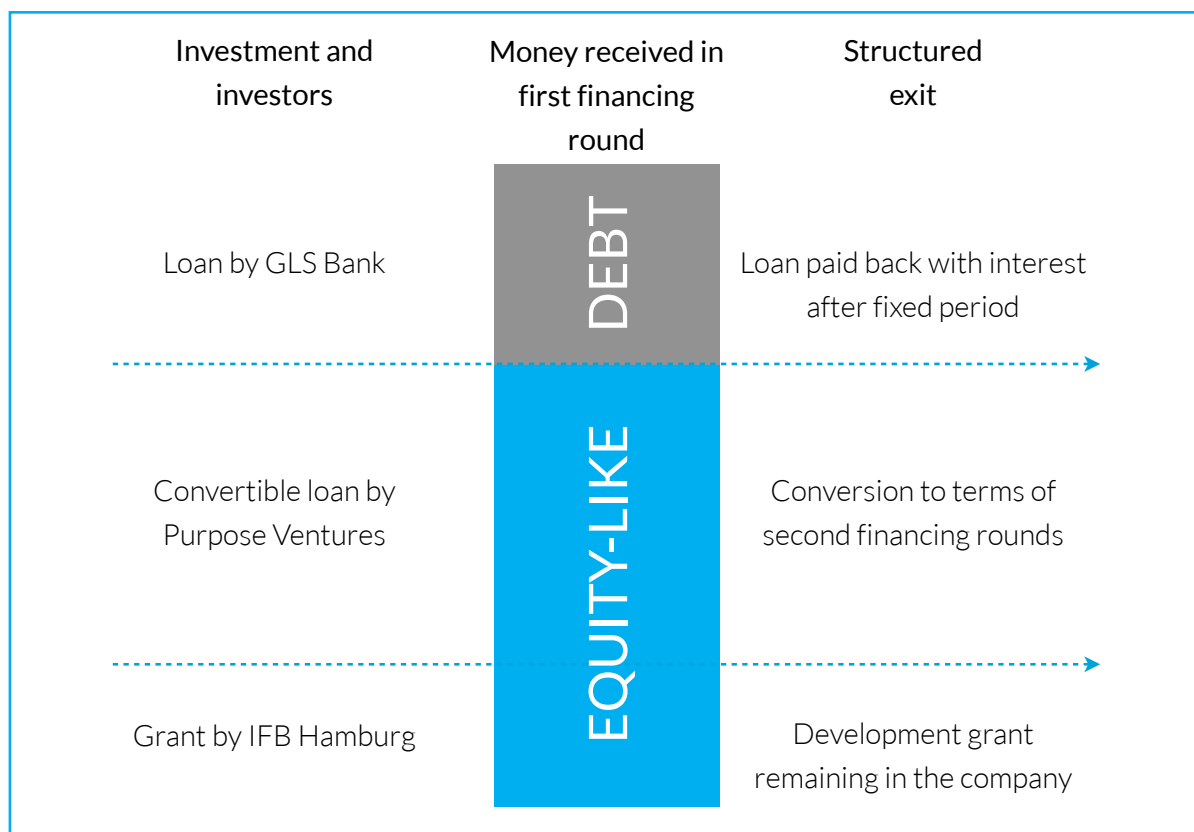 Investment and
investors
Money received in
first financing
round
Structured
exit
Loan by GLS Bank
DEBT
Loan paid back with interest
after fixed period
Convertible loan by
Purpose Ventures
EQUITY-LIKE
Conversion to terms of
second financing rounds
Grant by IFB Hamburg
Development grant
remaining in the company